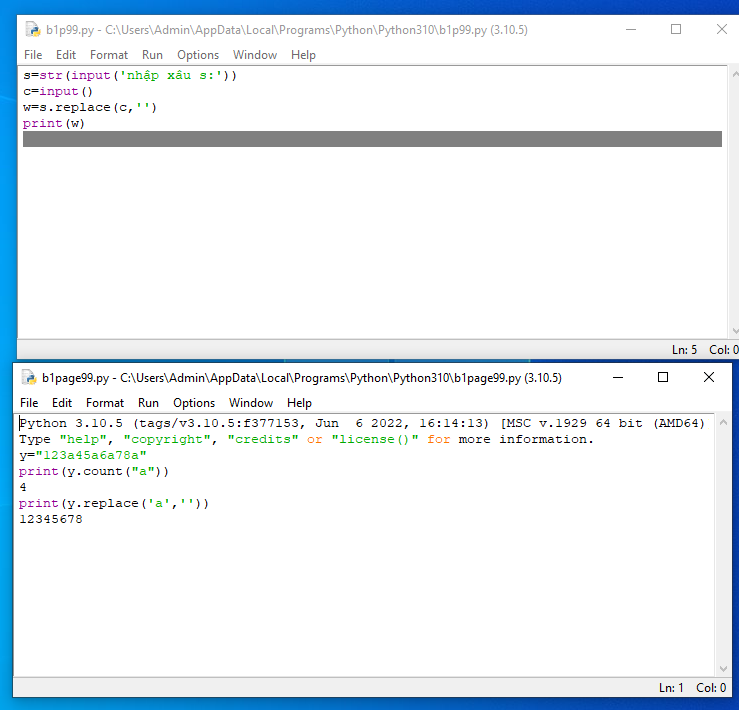 b1p99.py - C:\Users\Admin\AppData\Local\Programs\Python\Python310\b1p99.py (3.10.5)
File Edit Format Run Options Window Help
s=str(input('nhập xâu s:'))
c=input()
w=s.replace(c,'')
print(w)
Ln: 5 Col: 0
b1page99.py - C:\Users\Admin\AppData\Local\Programs\Python\Python310\b1page99.py (3.10.5)
File Edit Format Run Options Window Help
Python 3.10.5 (tags/v3.10.5:f377153, Jun  6 2022, 16:14:13) [MSC v.1929 64 bit (AMD64)
Type "help", "copyright", "credits" or "license()" for more information.
y="123a45a6a78a"
print(y.count("a"))
4
print(y.replace('a',''))
12345678
Ln: 1 Col: 0